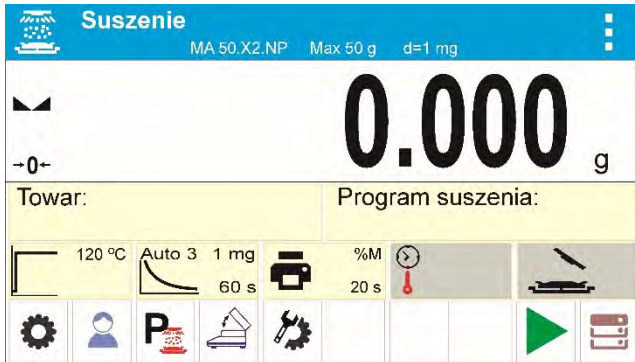 Suszenie
MA 50.X2.NP Max 50 g d=1 mg
0.000 g
→0←
Towar: Program suszenia:
120 °C Auto 3 1 mg %M
60 s 20 s
P